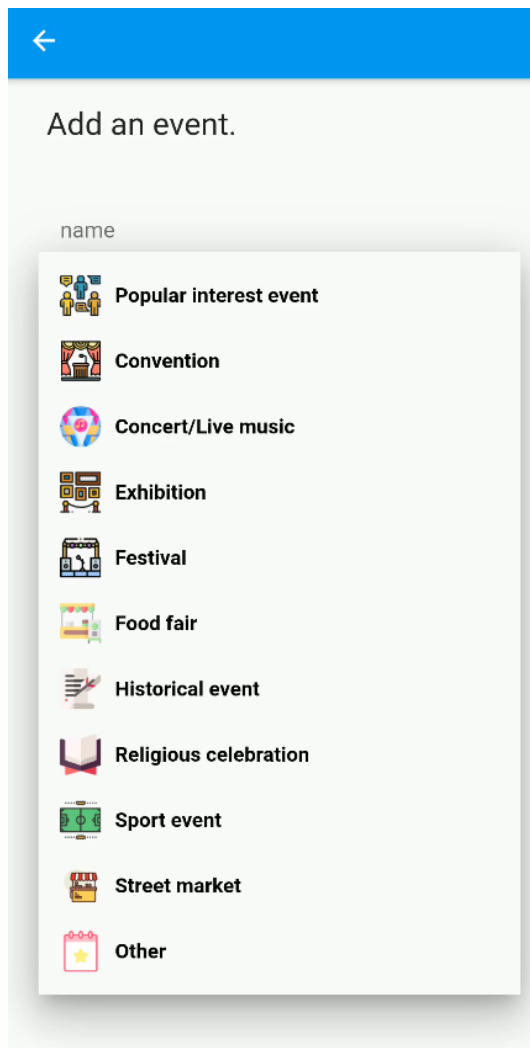 Add an event.
name
Popular interest event
Convention
Concert/Live music
Exhibition
Festival
Food fair
Historical event
Religious celebration
Sport event
Street market
Other